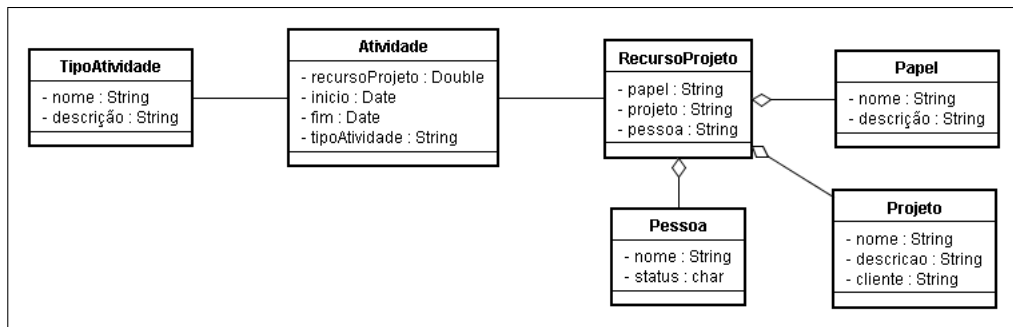 TipoAtividade
- nome : String
- descrição : String
Atividade
- recursoProjeto : Double
- inicio : Date
- fim : Date
- tipoAtividade : String
RecursoProjeto
- papel : String
- projeto : String
- pessoa : String
Papel
- nome : String
- descrição : String
Pessoa
- nome : String
- status : char
Projeto
- nome : String
- descricao : String
- cliente : String